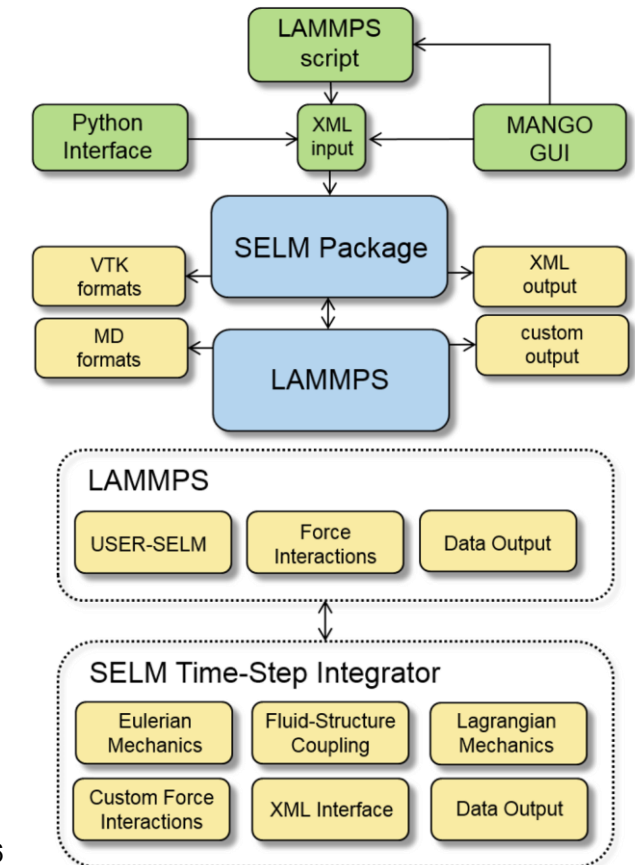 LAMMPS
script
Python
Interface
XML
input
MANGO
GUI
SELM Package
VTK
formats
XML
output
MD
formats
LAMMPS
custom
output
LAMMPS
USER-SELM
Force
Interactions
Data Output
SELM Time-Step Integrator
Eulerian
Mechanics
Fluid-Structure
Coupling
Lagrangian
Mechanics
Custom Force
Interactions
XML Interface
Data Output